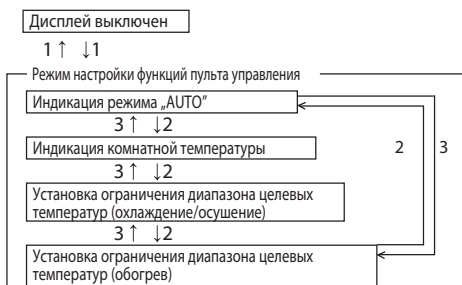 Дисплей выключен
1 ↑ ↓1
Режим настройки функций пульта управления
Индикация режима „AUTO”
3 ↑ ↓2
Индикация комнатной температуры
2 3
3 ↑ ↓2
Установка ограничения диапазона целевых
температур (охлаждение/осушение)
3 ↑ ↓2
Установка ограничения диапазона целевых
температур (обогрев)